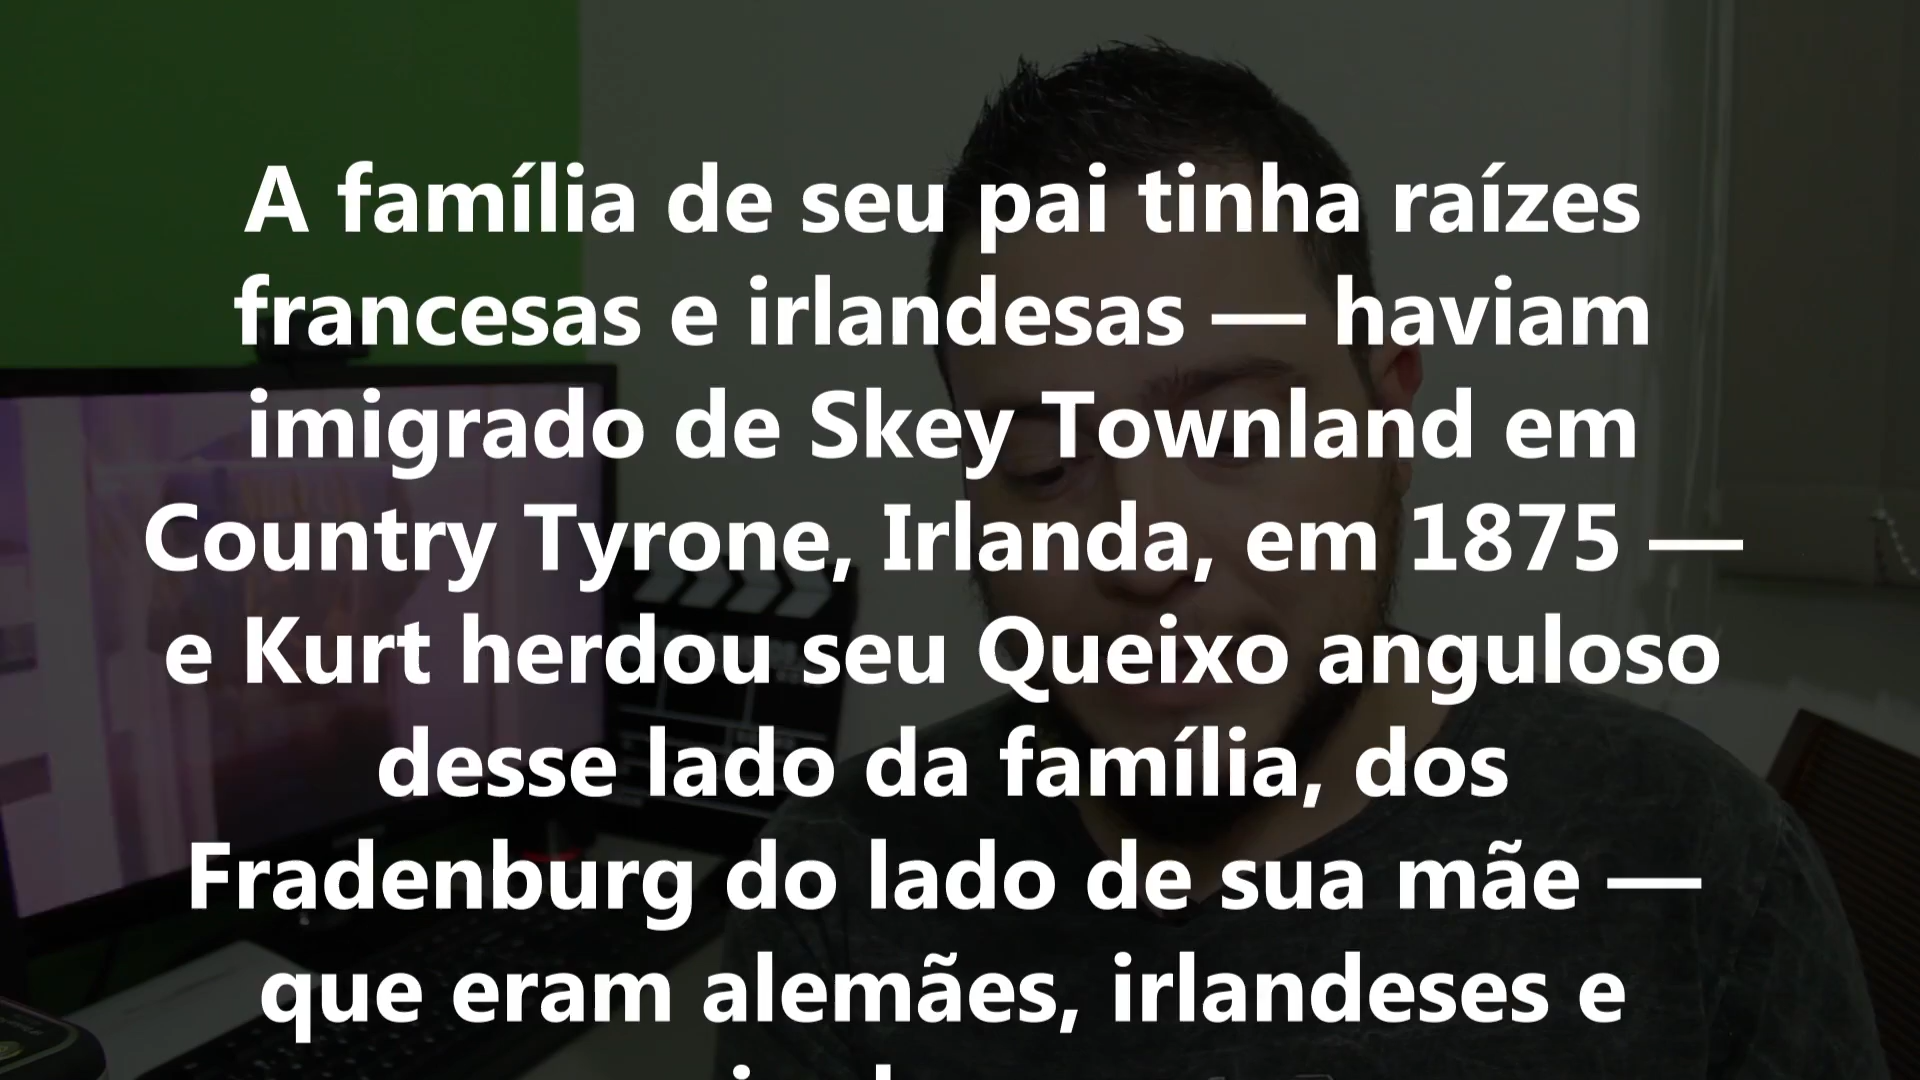 A família de seu pai tinha raízes
francesas e irlandesas — haviam
imigrado de Skey Townland em
Country Tyrone, Irlanda, em 1875 —
e Kurt herdou seu Queixo anguloso
desse lado da família, dos
Fradenburg do lado de sua mãe —
que eram alemães, irlandeses e